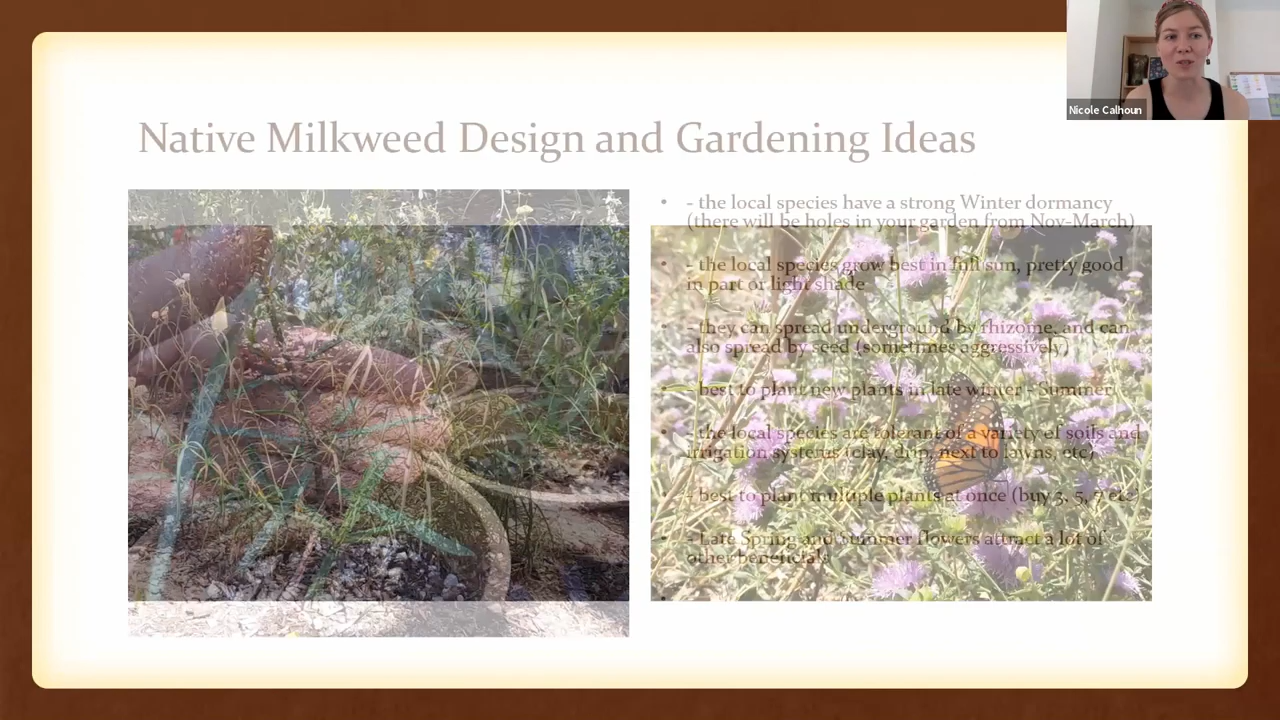 Nicole Calhoun
Native Milkweed Design and Gardening Ideas
• - the local species have a strong Winter dormancy
(there will be holes in your garden from Nov-March)
• - the local species grow best in full sun, pretty good
in part or light shade
• - they can spread underground by rhizome, and can
also spread by seed (sometimes aggressively)
• - best to plant new plants in late winter - Summer
• - the local species are tolerant of a variety of soils and
irrigation systems (clay, drip, next to lawns, etc)
• - best to plant multiple plants at once (buy 3, 5, 7 etc)
• - Late Spring and summer flowers attract a lot of
other beneficials
•